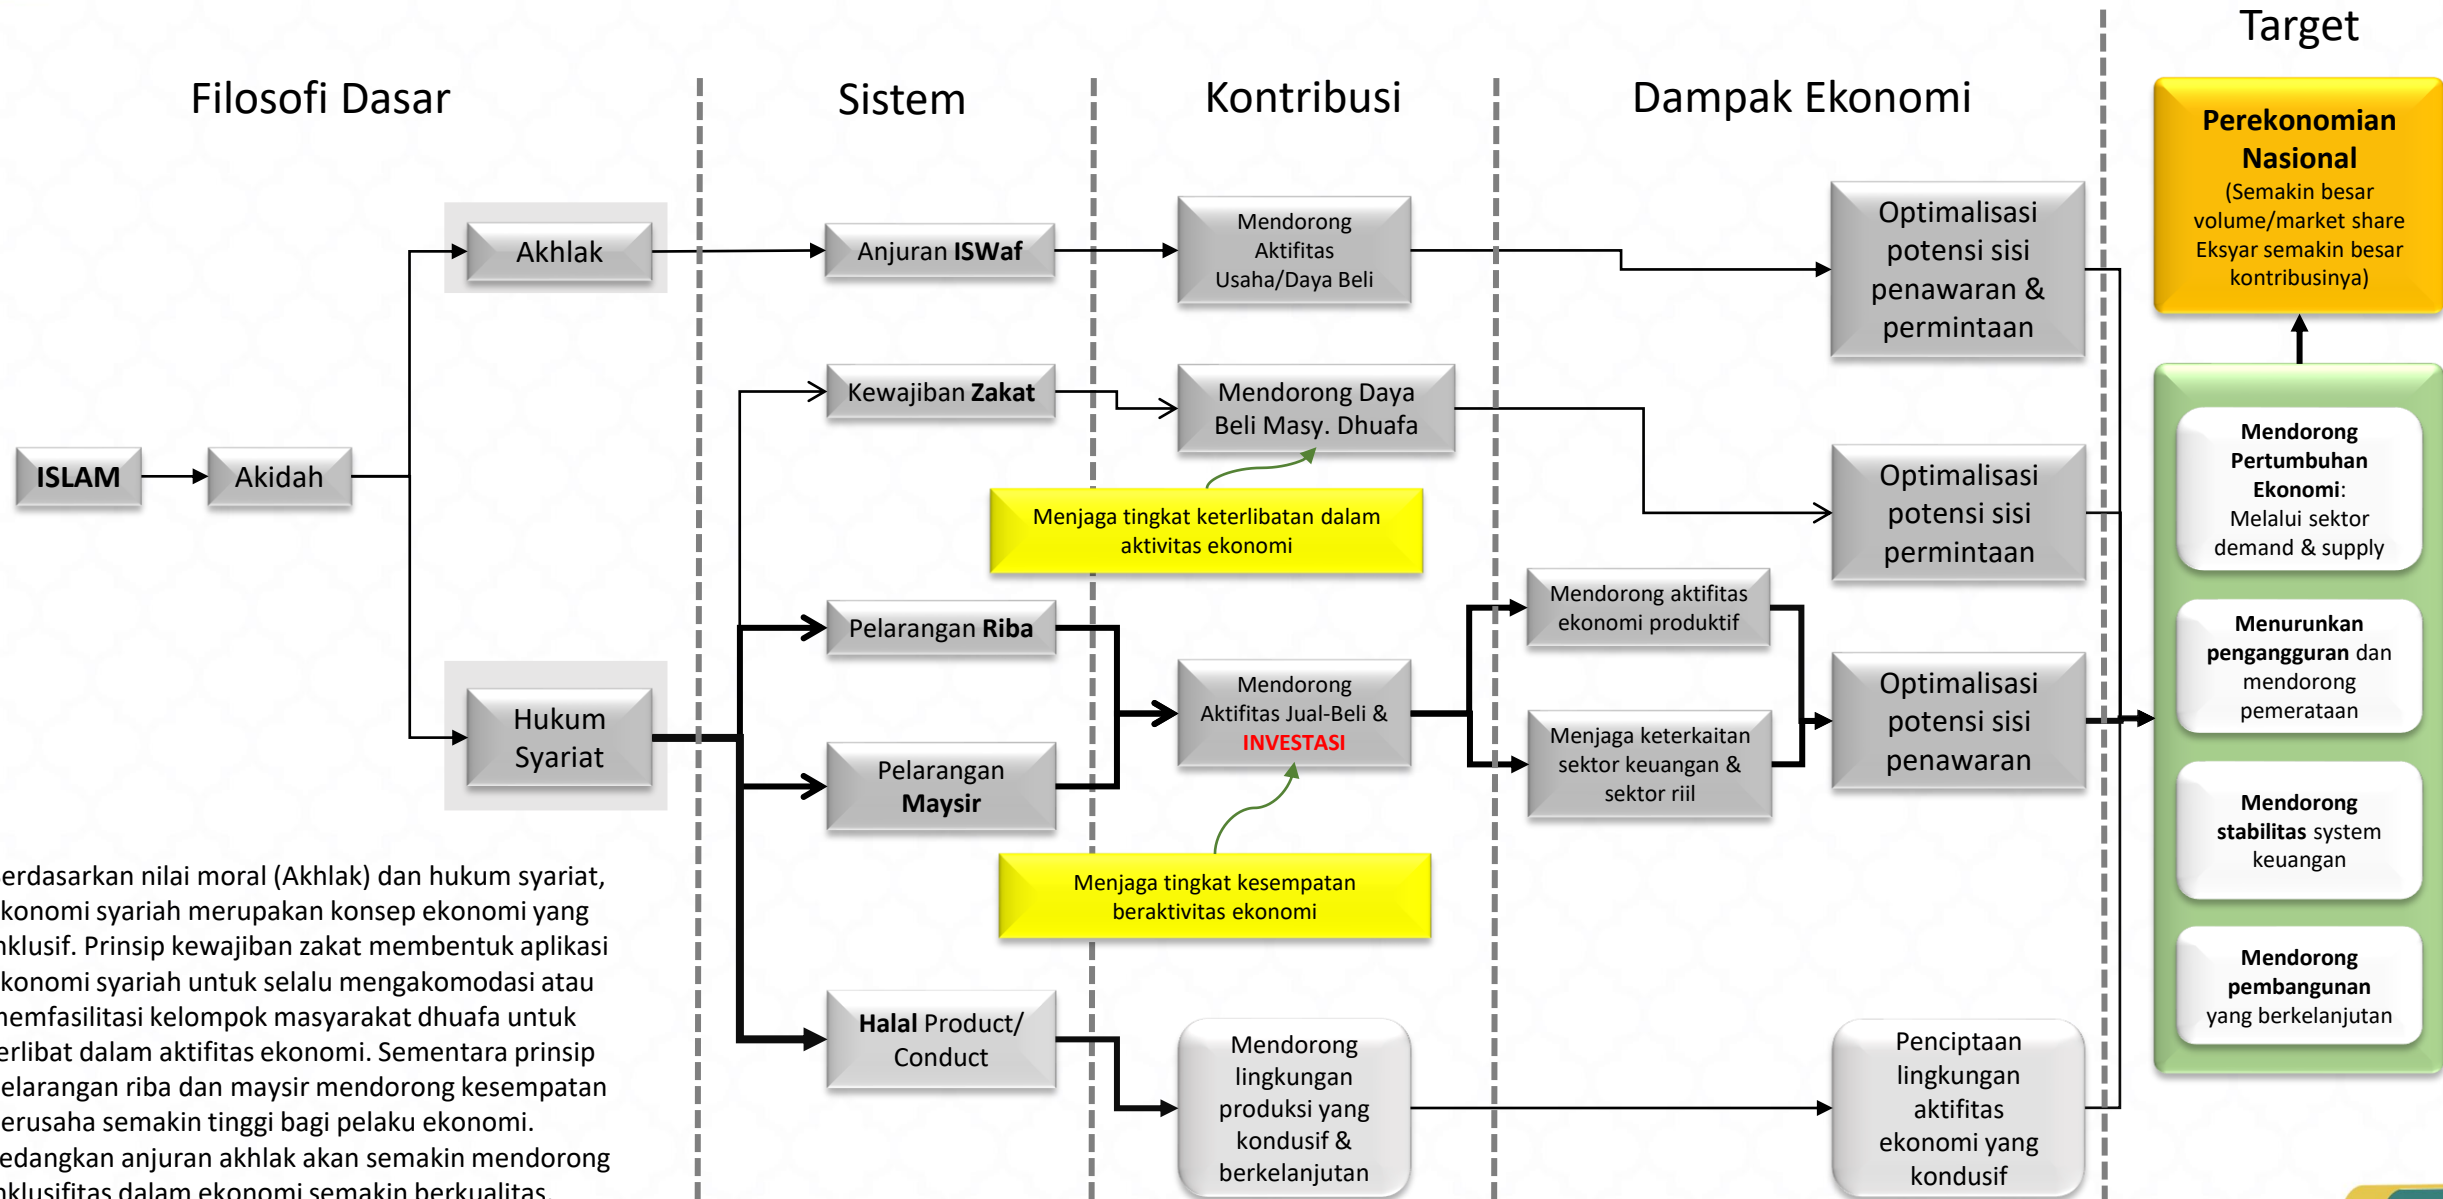 Target
Filosofi Dasar
Sistem
Kontribusi
Dampak Ekonomi
Perekonomian
Nasional
(Semakin besar
volume/market share
Eksyar semakin besar
kontribusinya)
Akhlak
Anjuran ISWaf
Mendorong
Aktifitas
Usaha/Daya Beli
Optimalisasi
potensi sisi
penawaran &
permintaan
Kewajiban Zakat
Mendorong Daya
Beli Masy. Dhuafa
ISLAM
Akidah
Menjaga tingkat keterlibatan dalam
aktivitas ekonomi
Optimalisasi
potensi sisi
permintaan
Mendorong
Pertumbuhan
Ekonomi:
Melalui sektor
demand & supply
Pelarangan Riba
Mendorong aktifitas
ekonomi produktif
Menurunkan
pengangguran dan
mendorong
pemerataan
Hukum
Syariat
Pelarangan
Maysir
Mendorong
Aktifitas Jual-Beli &
INVESTASI
Menjaga keterkaitan
sektor keuangan &
sektor riil
Optimalisasi
potensi sisi
penawaran
Mendorong
stabilitas system
keuangan
Menjaga tingkat kesempatan
beraktivitas ekonomi
Mendorong
pembangunan
yang berkelanjutan
Halal Product/
Conduct
Mendorong
lingkungan
produksi yang
kondusif &
berkelanjutan
Penciptaan
lingkungan
aktifitas
ekonomi yang
kondusif
erdasarkan nilai moral (Akhlak) dan hukum syariat,
konomi syariah merupakan konsep ekonomi yang
nklusif. Prinsip kewajiban zakat membentuk aplikasi
konomi syariah untuk selalu mengakomodasi atau
memfasilitasi kelompok masyarakat dhuafa untuk
erlibat dalam aktifitas ekonomi. Sementara prinsip
elarangan riba dan maysir mendorong kesempatan
erusaha semakin tinggi bagi pelaku ekonomi.
edangkan anjuran akhlak akan semakin mendorong
nklusifitas dalam ekonomi semakin berkualitas.